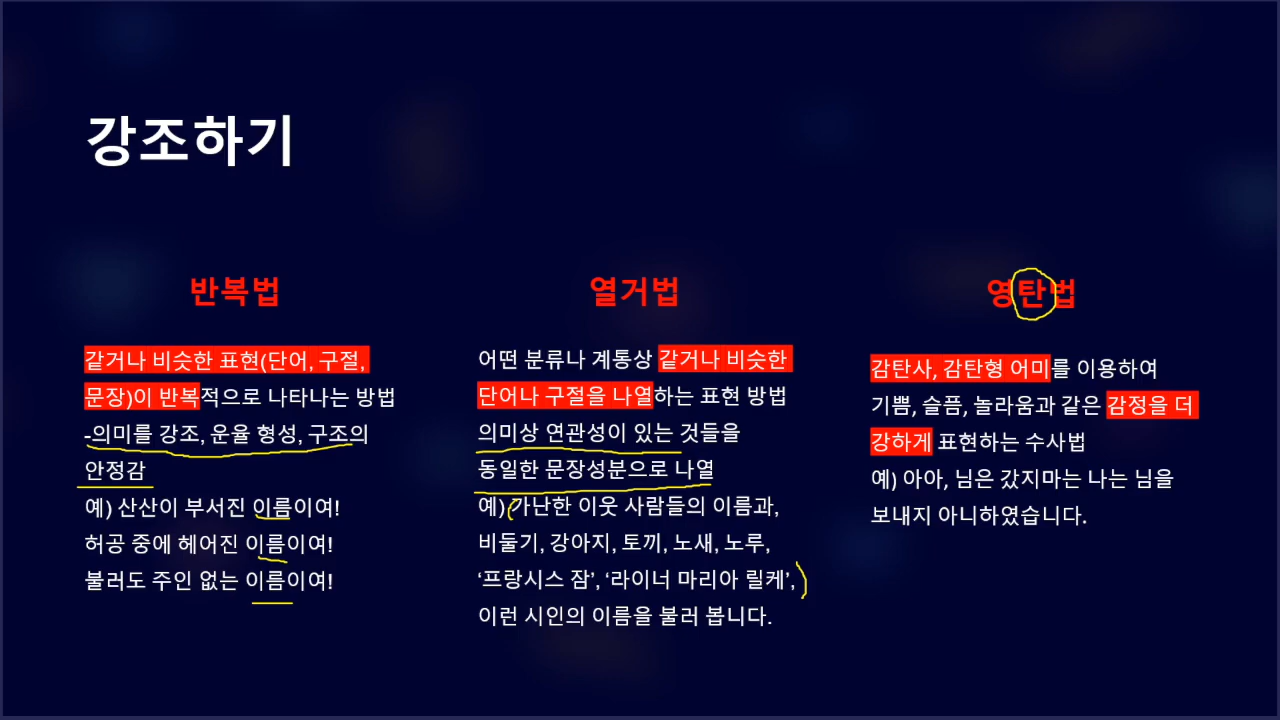 강조하기
반복법
같거나 비슷한 표현(단어, 구절,
문장)이 반복적으로 나타나는 방법
-의미를 강조, 운율 형성, 구조의
안정감
예) 산산이 부서진 이름이여!
허공 중에 헤어진 이름이여!
불러도 주인 없는 이름이여!
열거법
어떤 분류나 계통상 같거나 비슷한
단어나 구절을 나열하는 표현 방법
의미상 연관성이 있는 것들을
동일한 문장성분으로 나열
예) 가난한 이웃 사람들의 이름과,
비둘기, 강아지, 토끼, 노새, 노루,
‘프랑시스 잠’, ‘라이너 마리아 릴케’,
이런 시인의 이름을 불러 봅니다.
영탄법
감탄사, 감탄형 어미를 이용하여
기쁨, 슬픔, 놀라움과 같은 감정을 더
강하게 표현하는 수사법
예) 아아, 님은 갔지마는 나는 님을
보내지 아니하였습니다.